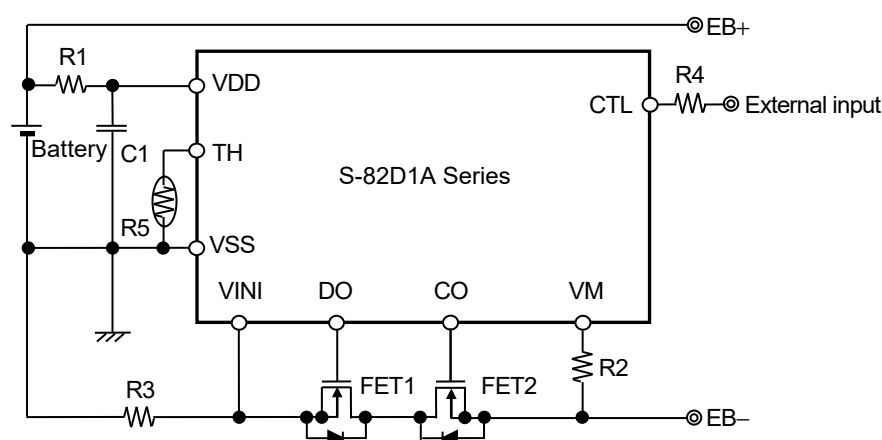 EB+
R1
VDD
R4
CTL
External input
Battery
C1
TH
S-82D1A Series
R5
VSS
VINI
DO
CO
VM
FET1
FET2
R2
R3
EB−